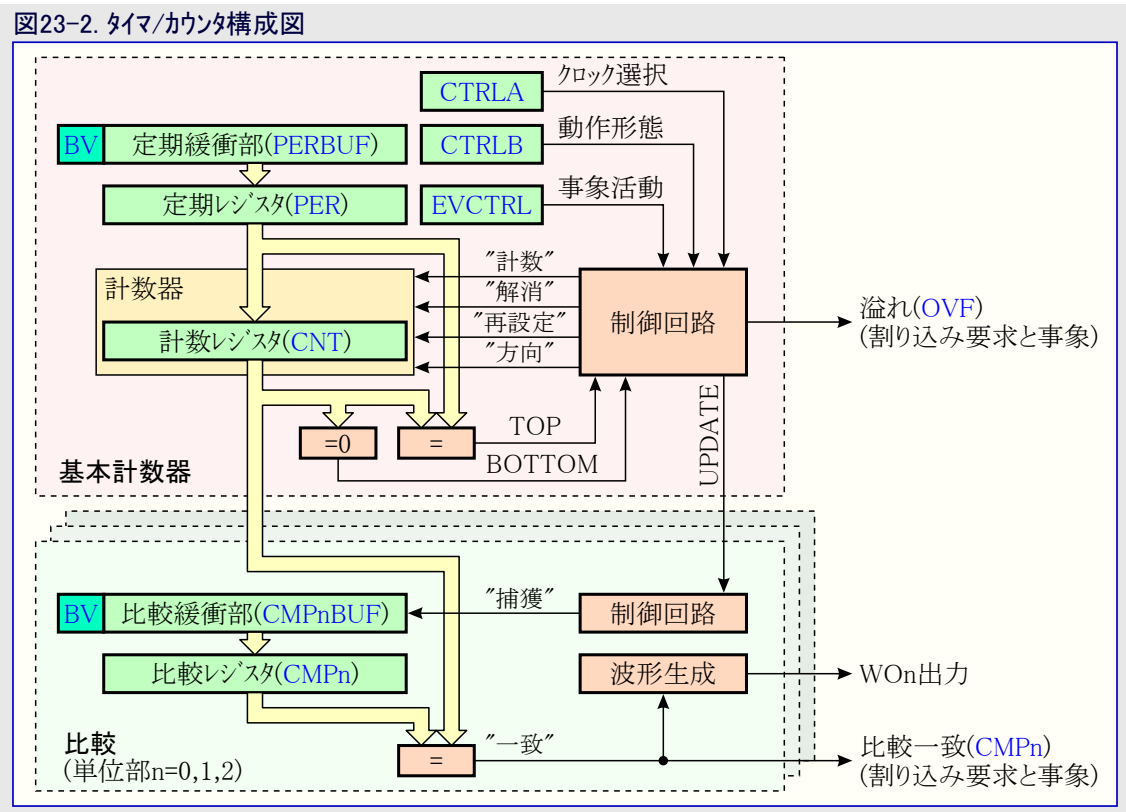 図23-2. ﾀｲﾏ/ｶｳﾝﾀ構成図
CTRLA
ｸﾛｯｸ選択
BV
定期緩衝部(PERBUF)
CTRLB
動作形態
定期ﾚｼﾞｽﾀ(PER)
EVCTRL
事象活動
計数器
"計数"
"解消"
"再設定"
"方向"
計数ﾚｼﾞｽﾀ(CNT)
制御回路
溢れ(OVF)
(割り込み要求と事象)
=0
=
TOP
BOTTOM
UPDATE
基本計数器
BV
比較緩衝部(CMPnBUF)
"捕獲"
制御回路
比較ﾚｼﾞｽﾀ(CMPn)
波形生成
WOn出力
比較
(単位部n=0,1,2)
=
"一致"
比較一致(CMPn)
(割り込み要求と事象)